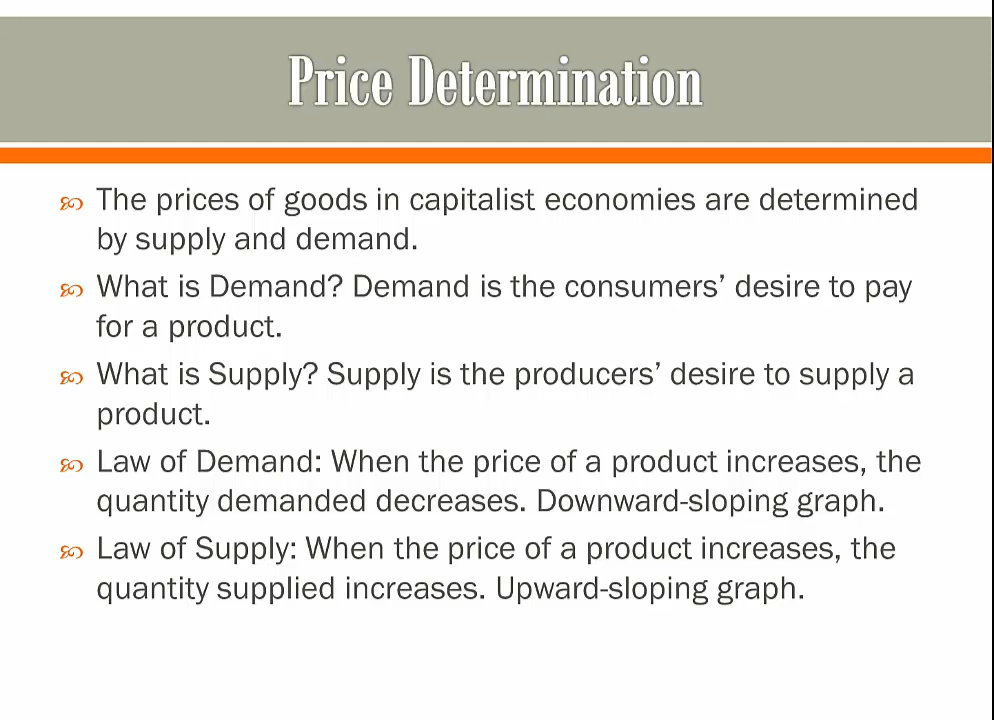 Price Determination
The prices of goods in capitalist economies are determined
by supply and demand.
What is Demand? Demand is the consumers’ desire to pay
for a product.
What is Supply? Supply is the producers’ desire to supply a
product.
Law of Demand: When the price of a product increases, the
quantity demanded decreases. Downward-sloping graph.
Law of Supply: When the price of a product increases, the
quantity supplied increases. Upward-sloping graph.